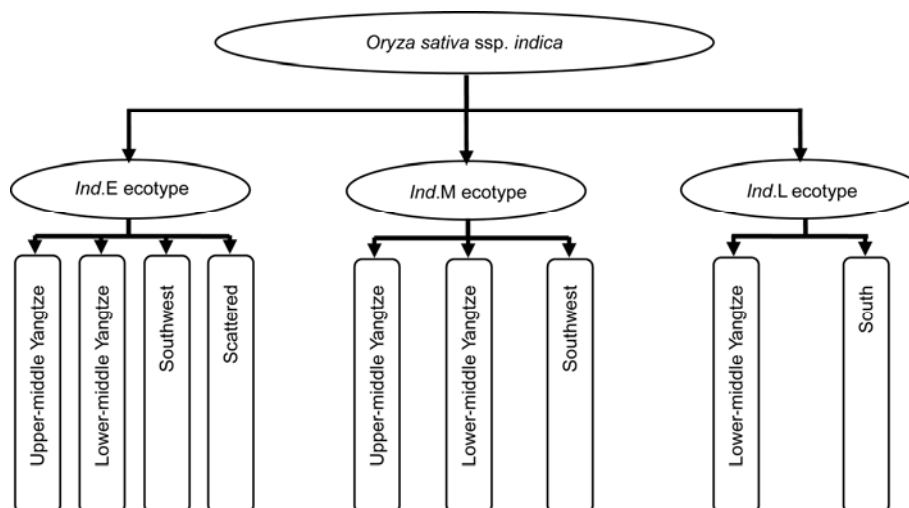 Oryza sativa ssp. indica
Ind.E ecotype
Ind.M ecotype
Ind.L ecotype
Upper-middle Yangtze
Lower-middle Yangtze
Southwest
Scattered
Upper-middle Yangtze
Lower-middle Yangtze
Southwest
Lower-middle Yangtze
South